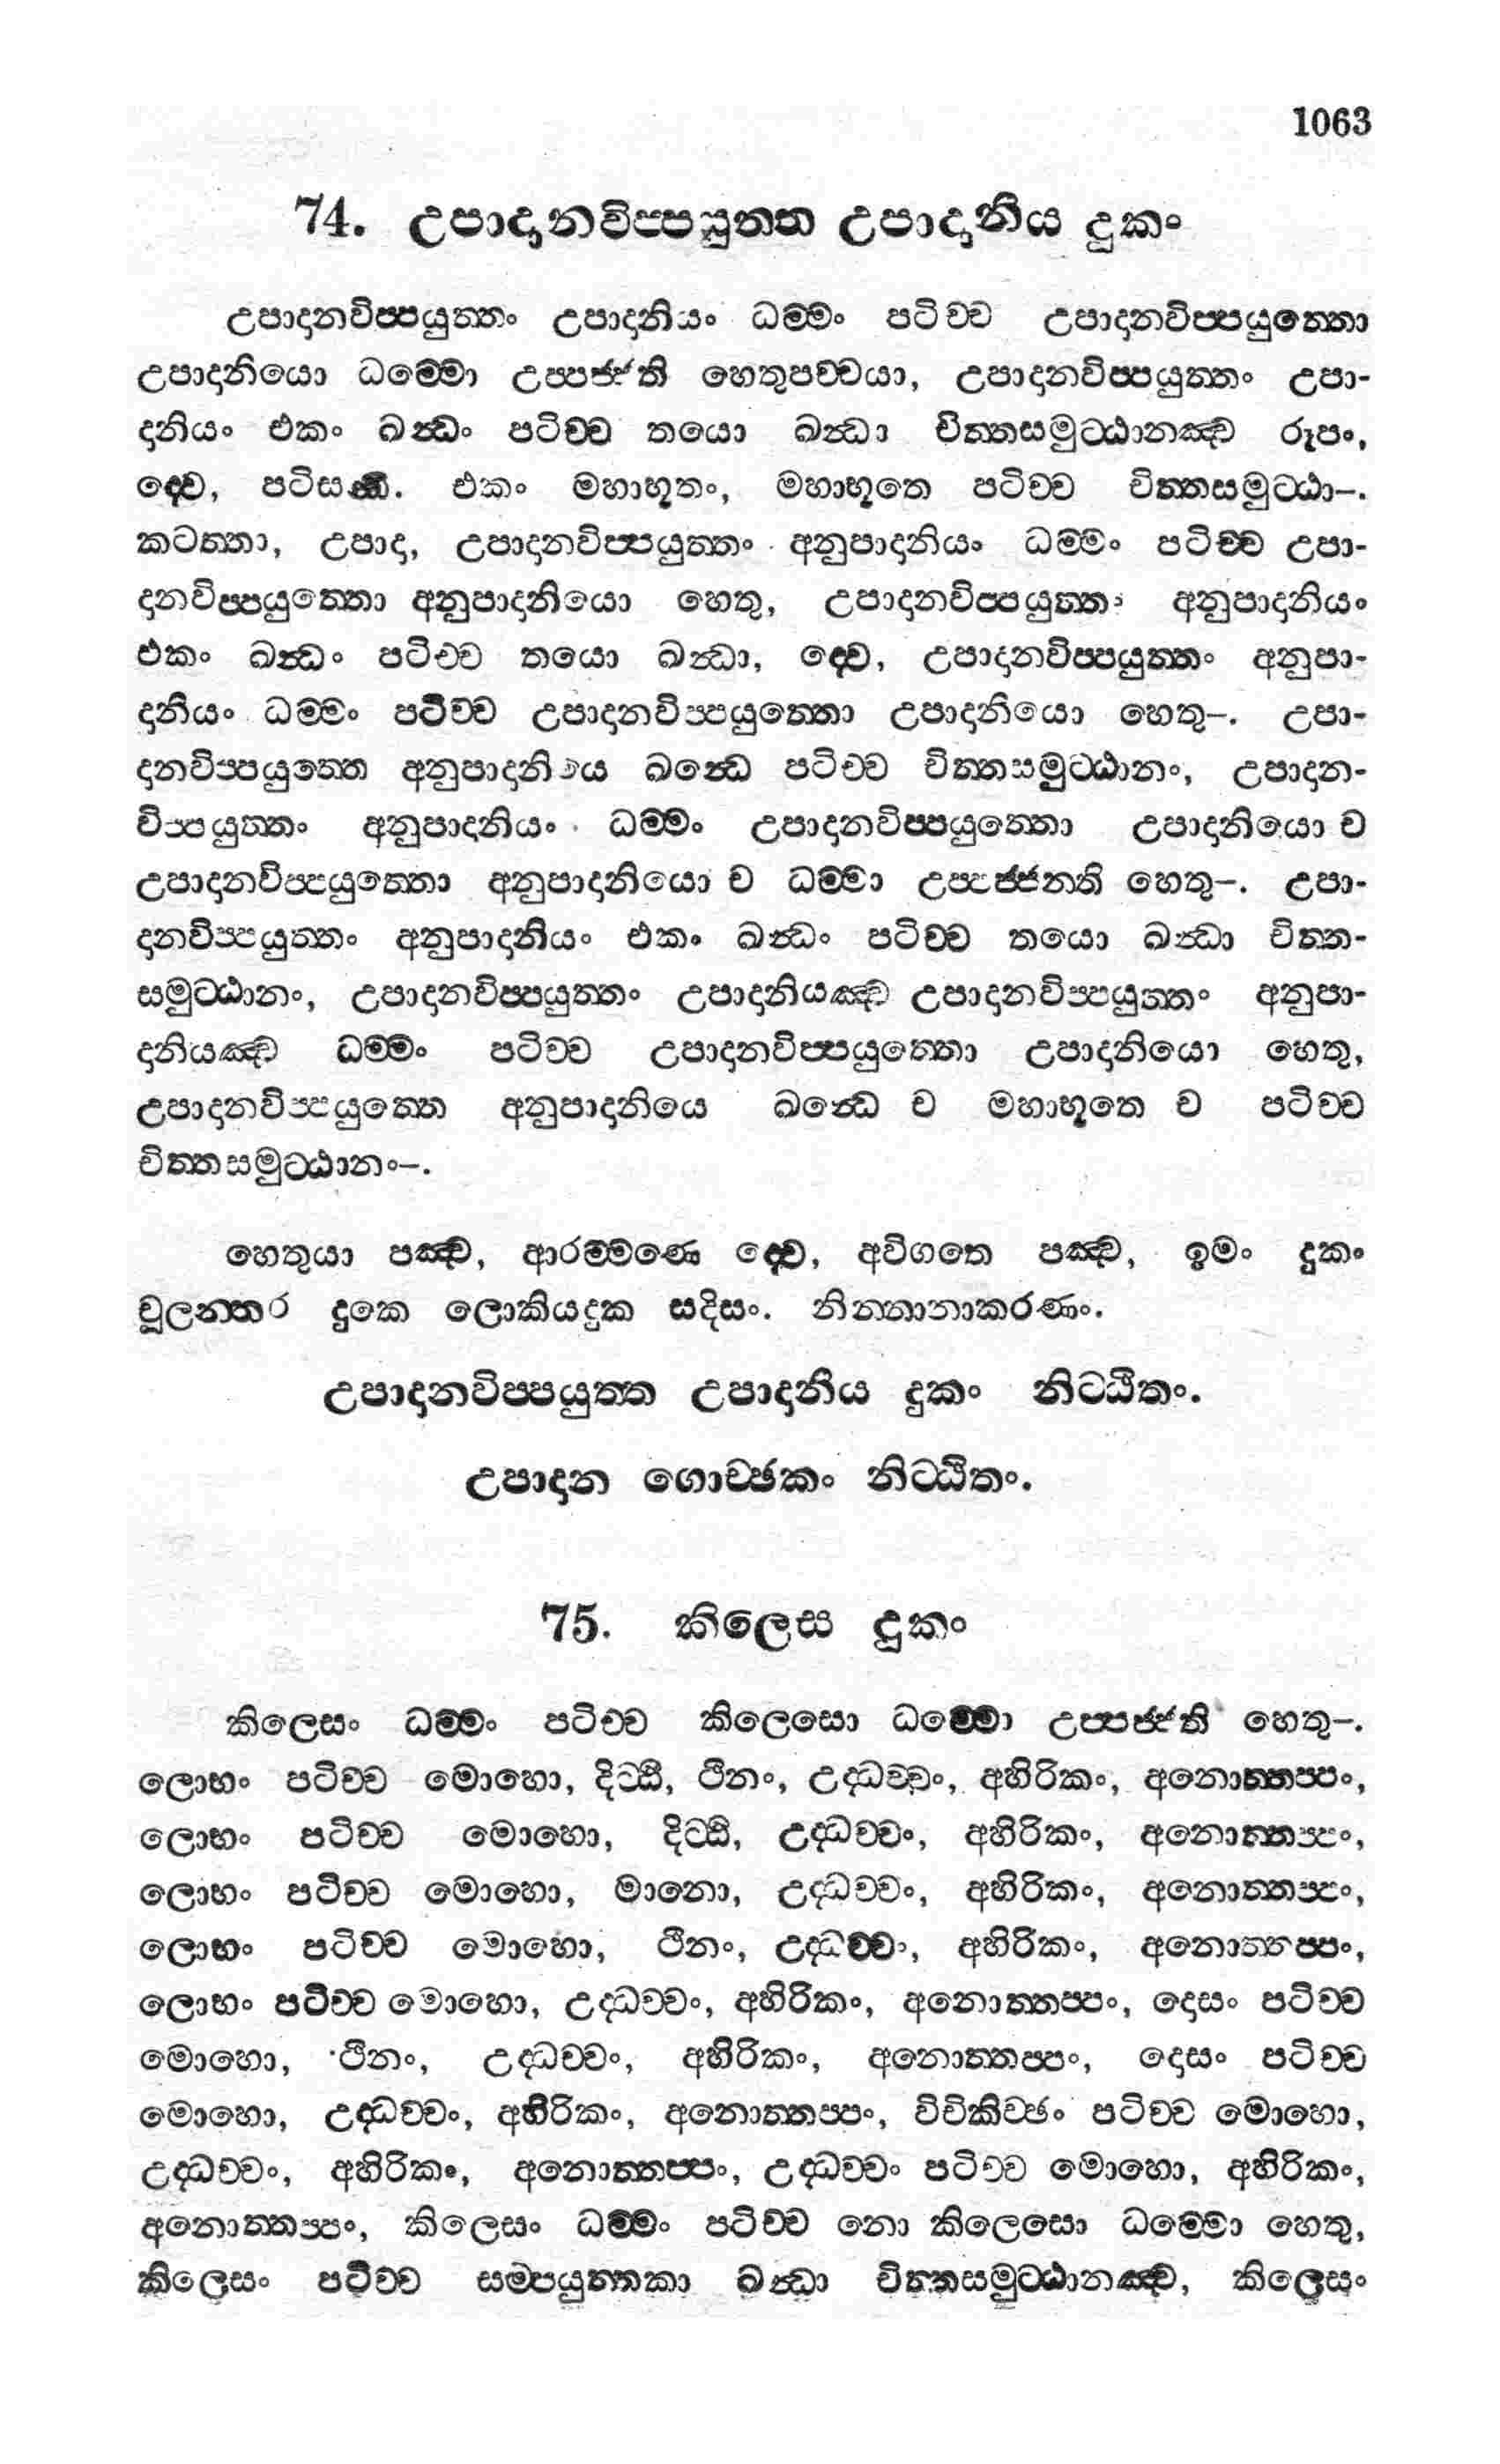 1063
74. උපාදානවිප්පයුත්ත උපාදානිය දුකං
උපාදානවිප්පයුත්තං උපාදානියං ධම්මං පටිච්ච උපාදානවිප්පයුත්තො
උපාදානියො ධම්මො උප්පජ්ජති හෙතුපච්චයා, උපාදානවිප්පයුත්තං උපා-
දානියං එකං ඛන්ධං පටිච්ච තයො ඛන්ධා චිත්තසමුට්ඨානඤ්ච රූපං,
ද්වෙ, පටිසන්ධි. එකං මහාභූතං, මහාභූතෙ පටිච්ච චිත්තසමුට්ඨා–.
කටත්තා, උපාදා, උපාදානවිප්පයුත්තං අනුපාදානියං ධම්මං පටිච්ච උපා-
දානවිප්පයුත්තො අනුපාදානියො හෙතු, උපාදානවිප්පයුත්තං අනුපාදානියං
එකං ඛන්ධං පටිච්ච තයො ඛන්ධා, ද්වෙ, උපාදානවිප්පයුත්තං අනුපා-
දානියං ධම්මං පටිච්ච උපාදානවිප්පයුත්තො උපාදානියො හෙතු–. උපා-
දානවිප්පයුත්තෙ අනුපාදානියෙ ඛන්ධෙ පටිච්ච චිත්තසමුට්ඨානං, උපාදාන-
විප්පයුත්තං අනුපාදානියං ධම්මං උපාදානවිප්පයුත්තො උපාදානියො ච
උපාදානවිප්පයුත්තො අනුපාදානියො ච ධම්මා උප්පජ්ජන්ති හෙතු–. උපා-
දානවිප්පයුත්තං අනුපාදානියං එකං ඛන්ධං පටිච්ච තයො ඛන්ධා චිත්ත-
සමුට්ඨානං, උපාදානවිප්පයුත්තං උපාදානියඤ්ච උපාදානවිප්පයුත්තං අනුපා-
දානියඤ්ච ධම්මං පටිච්ච උපාදානවිප්පයුත්තො උපාදානියො හෙතු,
උපාදානවිප්පයුත්තෙ අනුපාදානියෙ ඛන්ධෙ ච මහාභූතෙ ච පටිච්ච
චිත්තසමුට්ඨානං–.
හෙතුයා පඤ්ච, ආරම්මණෙ ද්වෙ, අවිගතෙ පඤ්ච, ඉමං දුකං
චූලන්තර දුකෙ ලොකියදුක සදිසං. නින්නානාකරණං.
උපාදානවිප්පයුත්ත උපාදානිය දුකං නිට්ඨිතං.
උපාදාන ගොච්ඡකං නිට්ඨිතං.
75. කිලෙස දුකං
කිලෙසං ධම්මං පටිච්ච කිලෙසො ධම්මො උප්පජ්ජති හෙතු–.
ලොභං පටිච්ච මොහො, දිට්ඨි, ථිනං, උද්ධච්චං, අහිරිකං, අනොත්තප්පං,
ලොභං පටිච්ච මොහො, දිට්ඨි, උද්ධච්චං, අහිරිකං, අනොත්තප්පං,
ලොභං පටිච්ච මොහො, මානො, උද්ධච්චං, අහිරිකං, අනොත්තප්පං,
ලොභං පටිච්ච මොහො, ථිනං, උද්ධච්චං, අහිරිකං, අනොත්තප්පං,
ලොභං පටිච්ච මොහො, උද්ධච්චං, අහිරිකං, අනොත්තප්පං, දොසං පටිච්ච
මොහො, ථිනං, උද්ධච්චං, අහිරිකං, අනොත්තප්පං, දොසං පටිච්ච
මොහො, උද්ධච්චං, අහිරිකං, අනොත්තප්පං, විචිකිච්ඡං පටිච්ච මොහො,
උද්ධච්චං, අහිරිකං, අනොත්තප්පං, උද්ධච්චං පටිච්ච මොහො, අහිරිකං,
අනොත්තප්පං, කිලෙසං ධම්මං පටිච්ච නො කිලෙසො ධම්මො හෙතු,
කිලෙසං පටිච්ච සම්පයුත්තකා ඛන්ධා චිත්තසමුට්ඨානඤ්ච, කිලෙසං